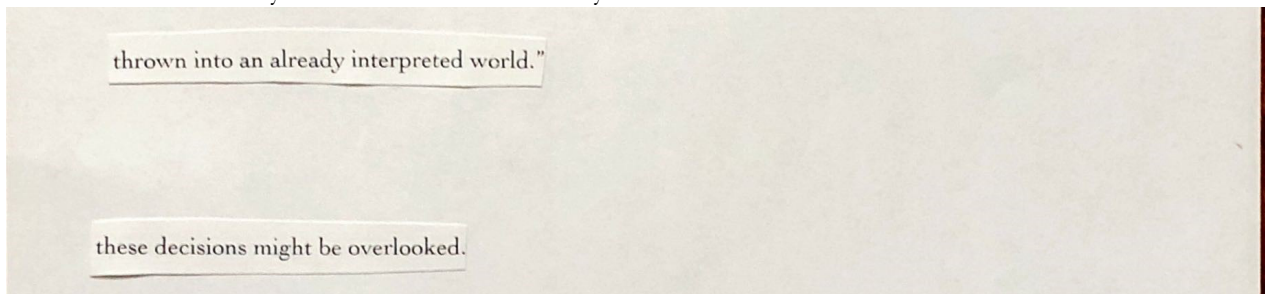 thrown into an already interpreted world.”
these decisions might be overlooked.